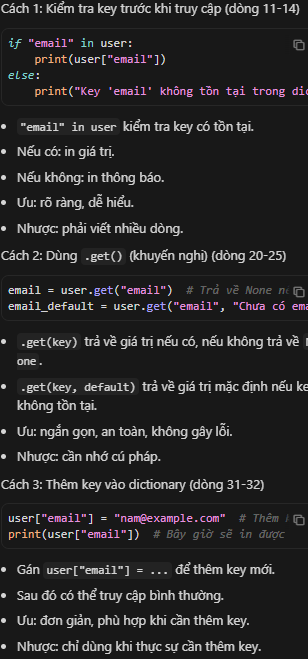 Cách 1: Kiểm tra key trước khi truy cập (dòng 11-14)
if "email" in user:
print(user["email"])
else:
print("Key 'email' không tồn tại trong
"email" in user kiểm tra key có tồn tại.
Nếu có: in giá trị.
Nếu không: in thông báo.
Ưu: rõ ràng, dễ hiểu.
Nhược: phải viết nhiều dòng.
Cách 2: Dùng .get() (khuyến nghị) (dòng 20-25)
email = user.get("email") # Trả về None
email_default = user.get("email", "Chưa có
.get(key) trả về giá trị nếu có, nếu không trả về N
one.
.get(key, default) trả về giá trị mặc định nếu
không tồn tại.
Ưu: ngắn gọn, an toàn, không gây lỗi.
Nhược: cần nhớ cú pháp.
Cách 3: Thêm key vào dictionary (dòng 31-32)
user["email"] = "nam@example.com" # Thêm
print(user["email"]) # Bây giờ sẽ in được
Gán user["email"] = ... để thêm key mới.
Sau đó có thể truy cập bình thường.
Ưu: đơn giản, phù hợp khi cần thêm key.
Nhược: chỉ dùng khi thực sự cần thêm key.